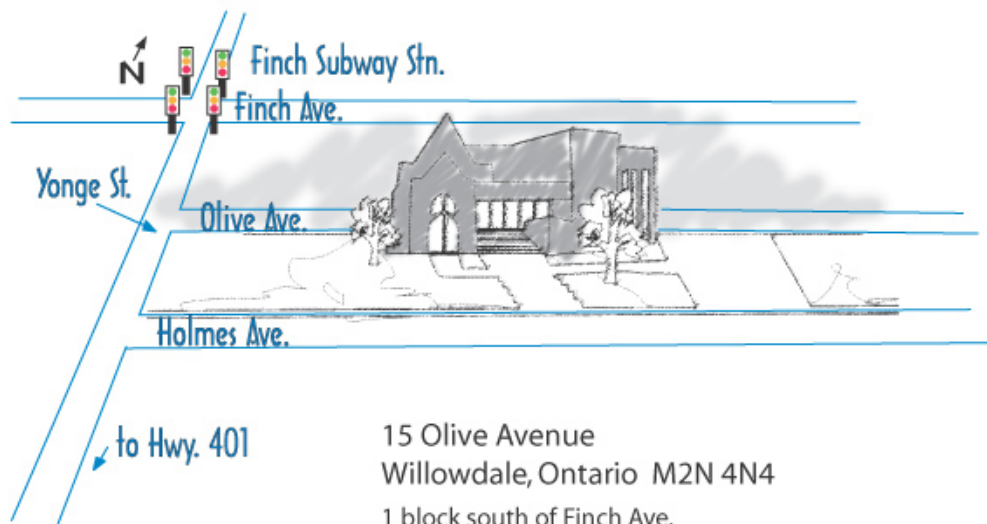 N
Finch Subway Stn.
Finch Ave.
Yonge St.
Olive Ave.
Holmes Ave.
to Hwy. 401
15 Olive Avenue
Willowdale, Ontario M2N 4N4
1 block south of Finch Ave.